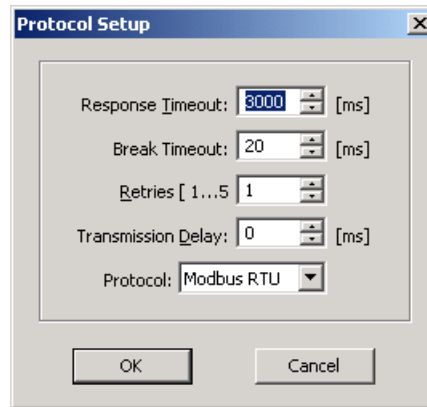 Protocol Setup
Response Timeout: 3000 [ms]
Break Timeout: 20 [ms]
Retries [ 1...5 1
Transmission Delay: 0 [ms]
Protocol: Modbus RTU
OK Cancel